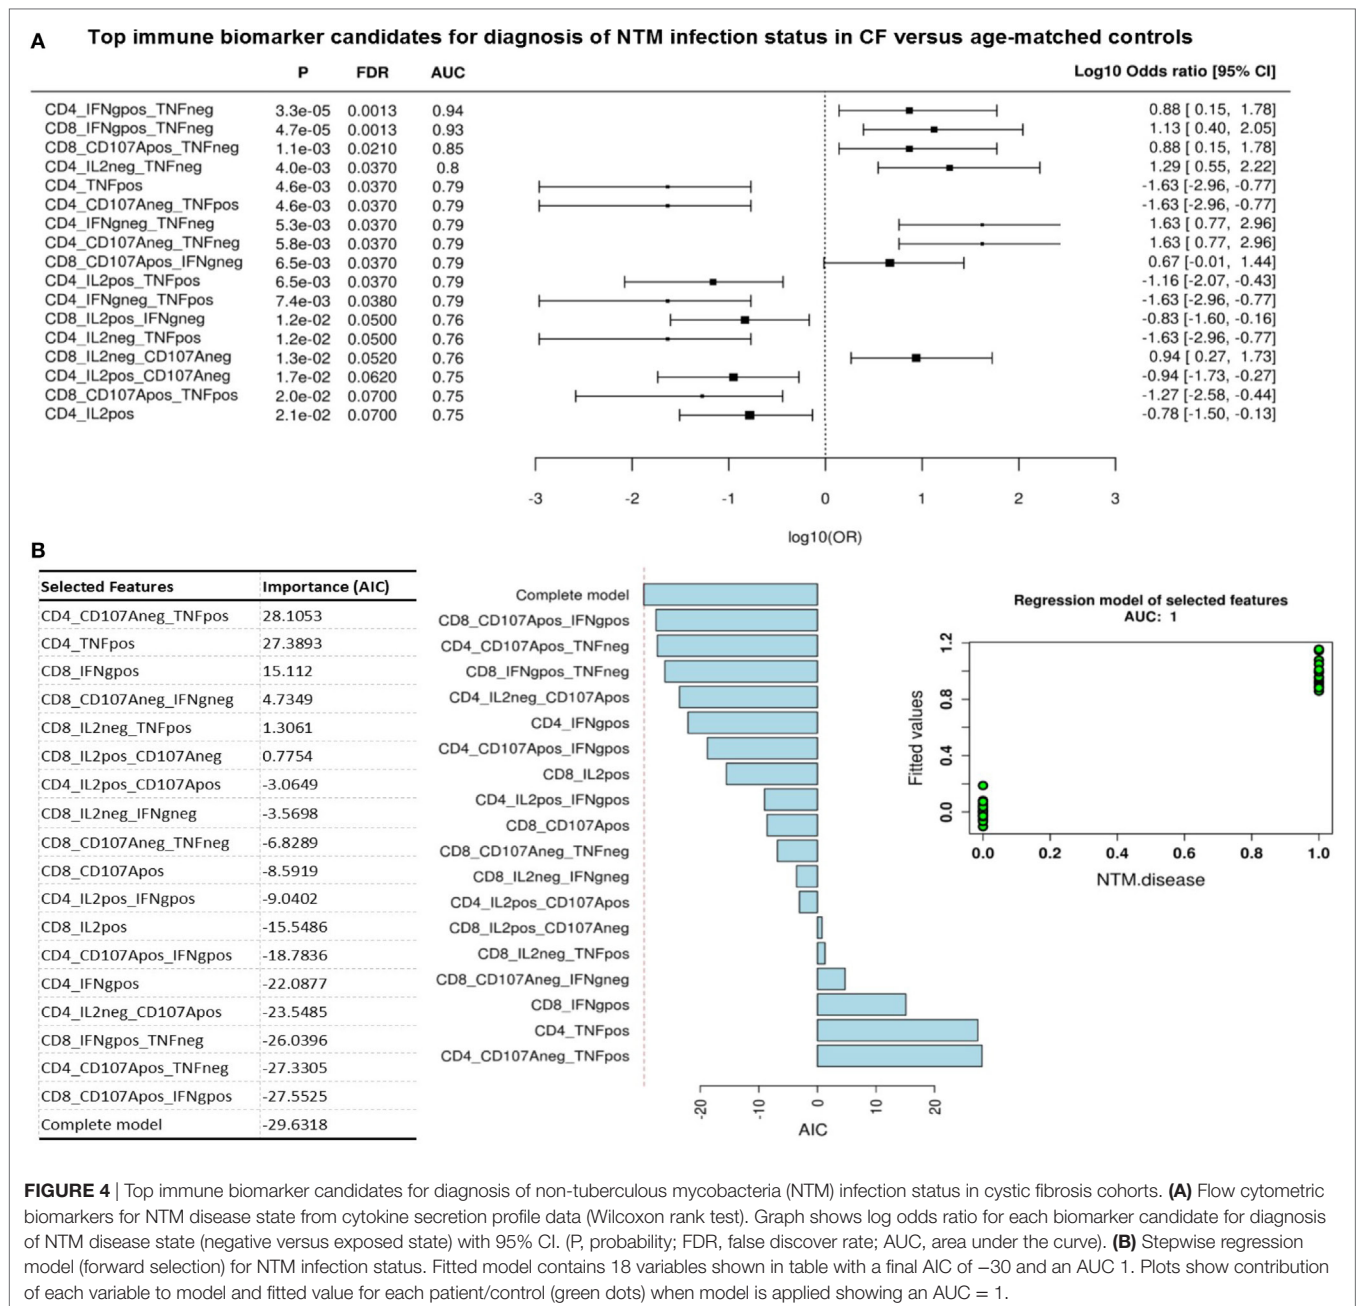 A Top immune biomarker candidates for diagnosis of NTM infection status in CF versus age-matched controls
P FDR AUC Log10 Odds ratio [95% CI]
CD4_IFNgpos_TNFneg 3.3e-05 0.0013 0.94 0.88 [ 0.15, 1.78]
CD8_IFNgpos_TNFneg 4.7e-05 0.0013 0.93 1.13 [ 0.40, 2.05]
CD8_CD107Apos_TNFneg 1.1e-03 0.0210 0.85 0.88 [ 0.15, 1.78]
CD4_IL2neg_TNFneg 4.0e-03 0.0370 0.8 1.29 [ 0.55, 2.22]
CD4_TNFpos 4.6e-03 0.0370 0.79 -1.63 [-2.96, -0.77]
CD4_CD107Aneg_TNFpos 4.6e-03 0.0370 0.79 -1.63 [-2.96, -0.77]
CD4_IFNgneg_TNFneg 5.3e-03 0.0370 0.79 1.63 [ 0.77, 2.96]
CD4_CD107Aneg_TNFneg 5.8e-03 0.0370 0.79 1.63 [ 0.77, 2.96]
CD8_CD107Apos_IFNgneg 6.5e-03 0.0370 0.79 0.67 [-0.01, 1.44]
CD4_IL2pos_TNFpos 6.5e-03 0.0370 0.79 -1.16 [-2.07, -0.43]
CD4_IFNgneg_TNFpos 7.4e-03 0.0380 0.79 -1.63 [-2.96, -0.77]
CD8_IL2pos_IFNgneg 1.2e-02 0.0500 0.76 -0.83 [-1.60, -0.16]
CD4_IL2neg_TNFpos 1.2e-02 0.0500 0.76 -1.63 [-2.96, -0.77]
CD8_IL2neg_CD107Aneg 1.3e-02 0.0520 0.76 0.94 [ 0.27, 1.73]
CD4_IL2pos_CD107Aneg 1.7e-02 0.0620 0.75 -0.94 [-1.73, -0.27]
CD8_CD107Apos_TNFpos 2.0e-02 0.0700 0.75 -1.27 [-2.58, -0.44]
CD4_IL2pos 2.1e-02 0.0700 0.75 -0.78 [-1.50, -0.13]
-3 -2 -1 0 1 2 3
log10(OR)
B
Selected Features Importance (AIC)
CD4_CD107Aneg_TNFpos 28.1053
CD4_TNFpos 27.3893
CD8_IFNgpos 15.112
CD8_CD107Aneg_IFNgneg 4.7349
CD8_IL2neg_TNFpos 1.3061
CD8_IL2pos_CD107Aneg 0.7754
CD4_IL2pos_CD107Apos -3.0649
CD8_IL2neg_IFNgneg -3.5698
CD8_CD107Aneg_TNFneg -6.8289
CD8_CD107Apos -8.5919
CD4_IL2pos_IFNgpos -9.0402
CD8_IL2pos -15.5486
CD4_CD107Apos_IFNgpos -18.7836
CD4_IFNgpos -22.0877
CD4_IL2neg_CD107Apos -23.5485
CD8_IFNgpos_TNFneg -26.0396
CD4_CD107Apos_TNFneg -27.3305
CD8_CD107Apos_IFNgpos -27.5525
Complete model -29.6318
Complete model
CD8_CD107Apos_IFNgpos
CD4_CD107Apos_TNFneg
CD8_IFNgpos_TNFneg
CD4_IL2neg_CD107Apos
CD4_IFNgpos
CD4_CD107Apos_IFNgpos
CD8_IL2pos
CD4_IL2pos_IFNgpos
CD8_CD107Apos
CD8_CD107Aneg_TNFneg
CD8_IL2neg_IFNgneg
CD4_IL2pos_CD107Apos
CD8_IL2pos_CD107Aneg
CD8_IL2neg_TNFpos
CD8_CD107Aneg_IFNgneg
CD8_IFNgpos
CD4_TNFpos
CD4_CD107Aneg_TNFpos
-20 -10 0 10 20
AIC
Regression model of selected features
AUC: 1
Fitted values
1.2
0.8
0.4
0.0
0.0 0.2 0.4 0.6 0.8 1.0
NTM.disease
FIGURE 4 | Top immune biomarker candidates for diagnosis of non-tuberculous mycobacteria (NTM) infection status in cystic fibrosis cohorts. (A) Flow cytometric
biomarkers for NTM disease state from cytokine secretion profile data (Wilcoxon rank test). Graph shows log odds ratio for each biomarker candidate for diagnosis
of NTM disease state (negative versus exposed state) with 95% CI. (P, probability; FDR, false discover rate; AUC, area under the curve). (B) Stepwise regression
model (forward selection) for NTM infection status. Fitted model contains 18 variables shown in table with a final AIC of −30 and an AUC 1. Plots show contribution
of each variable to model and fitted value for each patient/control (green dots) when model is applied showing an AUC = 1.